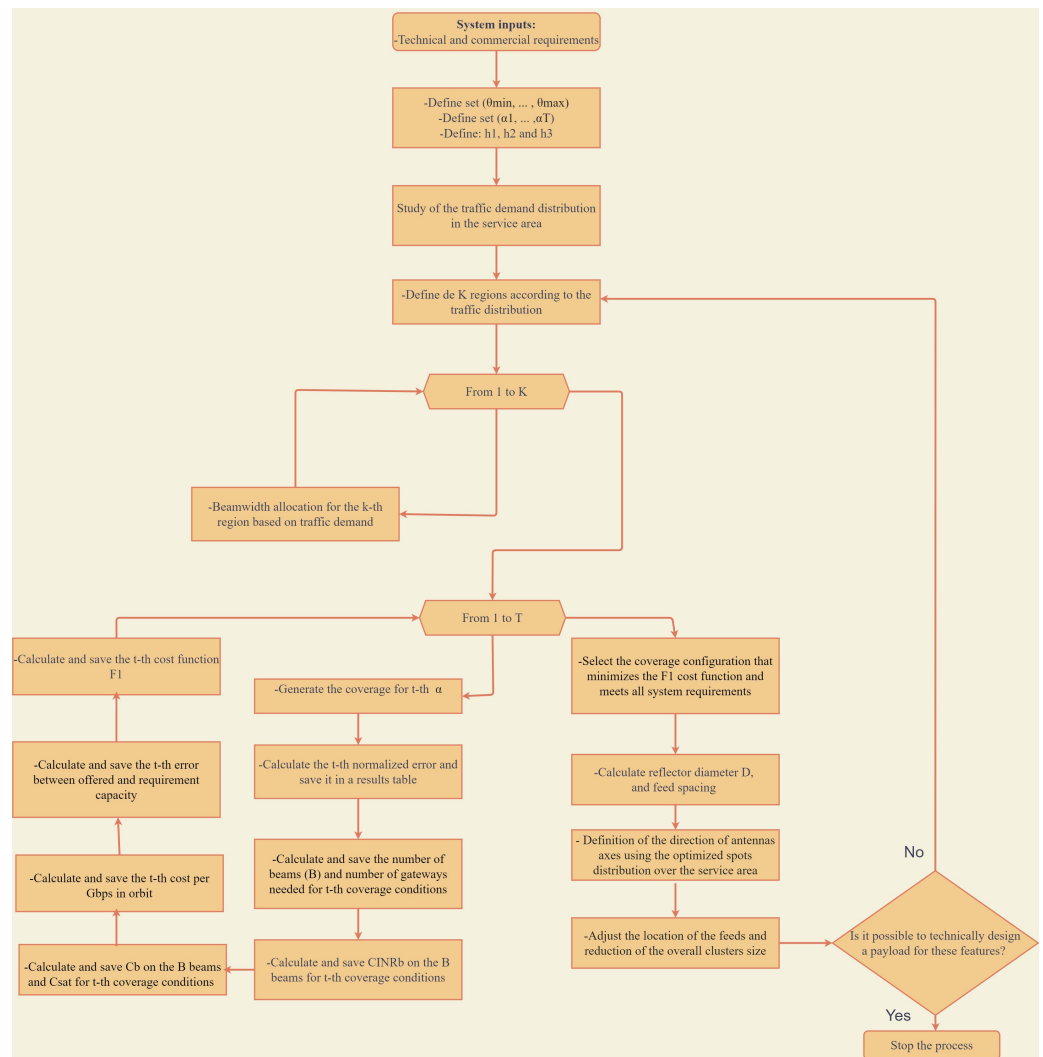 System inputs:
-Technical and commercial requirements
-Define set (θmin, ... , θmax)
-Define set (α1, ... ,αT)
-Define: h1, h2 and h3
Study of the traffic demand distribution
in the service area
-Define de K regions according to the
traffic distribution
From 1 to K
-Beamwidth allocation for the k-th
region based on traffic demand
From 1 to T
-Calculate and save the t-th cost function
F1
-Generate the coverage for t-th α
-Select the coverage configuration that
minimizes the F1 cost function and
meets all system requirements
-Calculate and save the t-th error
between offered and requirement
capacity
-Calculate the t-th normalized error and
save it in a results table
-Calculate reflector diameter D,
and feed spacing
-Calculate and save the t-th cost per
Gbps in orbit
-Calculate and save the number of
beams (B) and number of gateways
needed for t-th coverage conditions
- Definition of the direction of antennas
axes using the optimized spots
distribution over the service area
-Calculate and save Cb on the B beams
and Csat for t-th coverage conditions
-Calculate and save CINRb on the B
beams for t-th coverage conditions
-Adjust the location of the feeds and
reduction of the overall clusters size
No
Is it possible to technically design
a payload for these features?
Yes
Stop the process